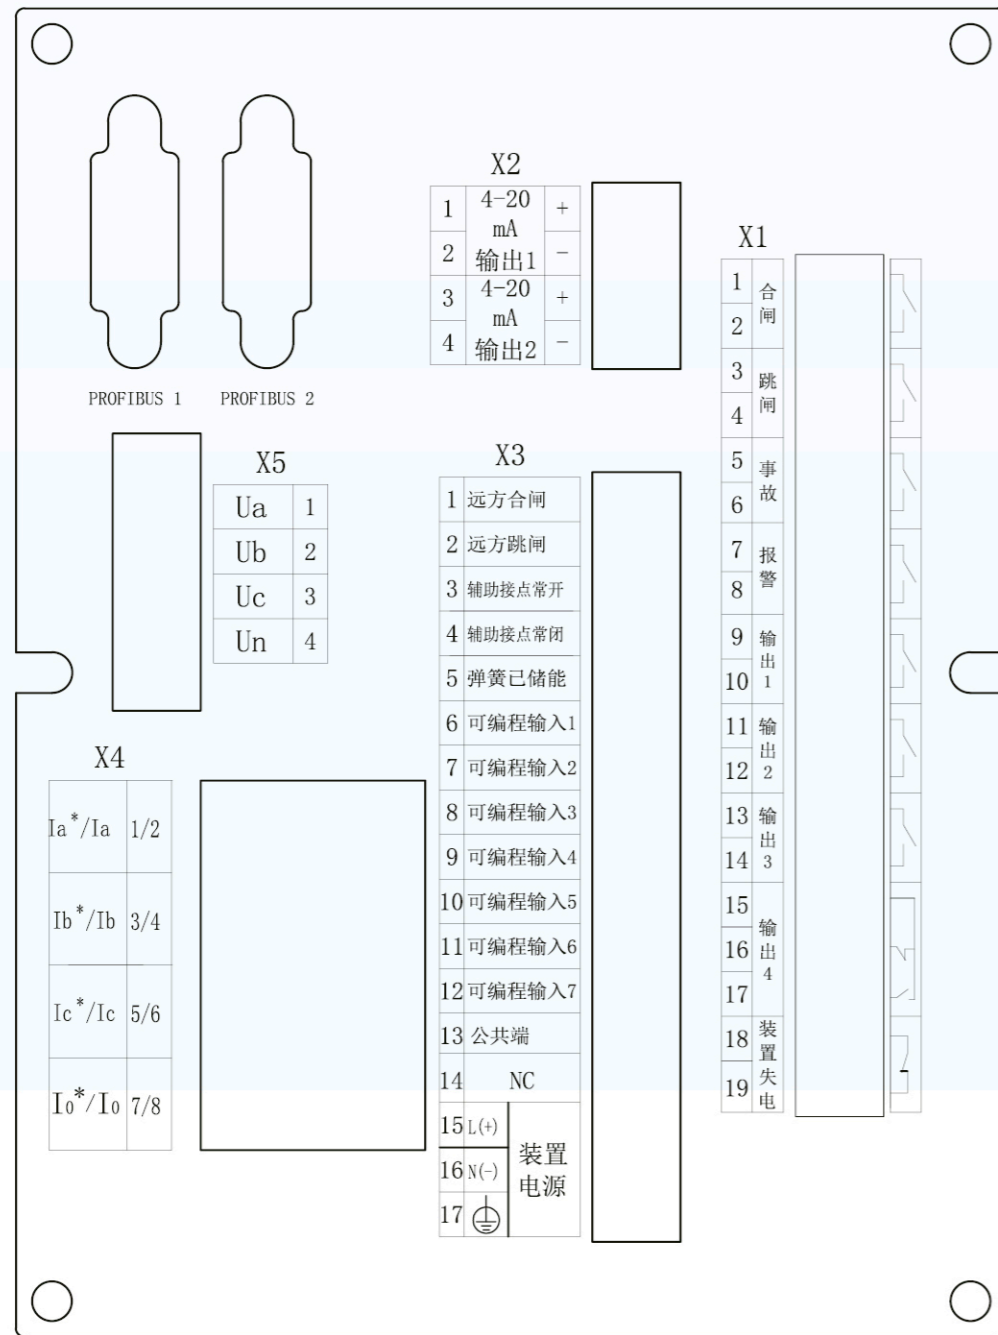 PROFIBUS 1
PROFIBUS 2
X2
1 4-20 +
mA
2 输出1 -
3 4-20 +
mA
4 输出2 -
X1
1 合
2 闸
3 跳
4 闸
5 事
6 故
7 报
8 警
9 输
出
10 1
11 输
出
12 2
13 输
出
14 3
15
输
16 出
4
17
18 装
置
19 失
电
X5
Ua 1
Ub 2
Uc 3
Un 4
X3
1 远方合闸
2 远方跳闸
3 辅助接点常开
4 辅助接点常闭
5 弹簧已储能
6 可编程输入1
7 可编程输入2
8 可编程输入3
9 可编程输入4
10 可编程输入5
11 可编程输入6
12 可编程输入7
13 公共端
14 NC
15 L(+)
16 N(-)
17
装置
电源
X4
Ia*/Ia 1/2
Ib*/Ib 3/4
Ic*/Ic 5/6
I0*/I0 7/8